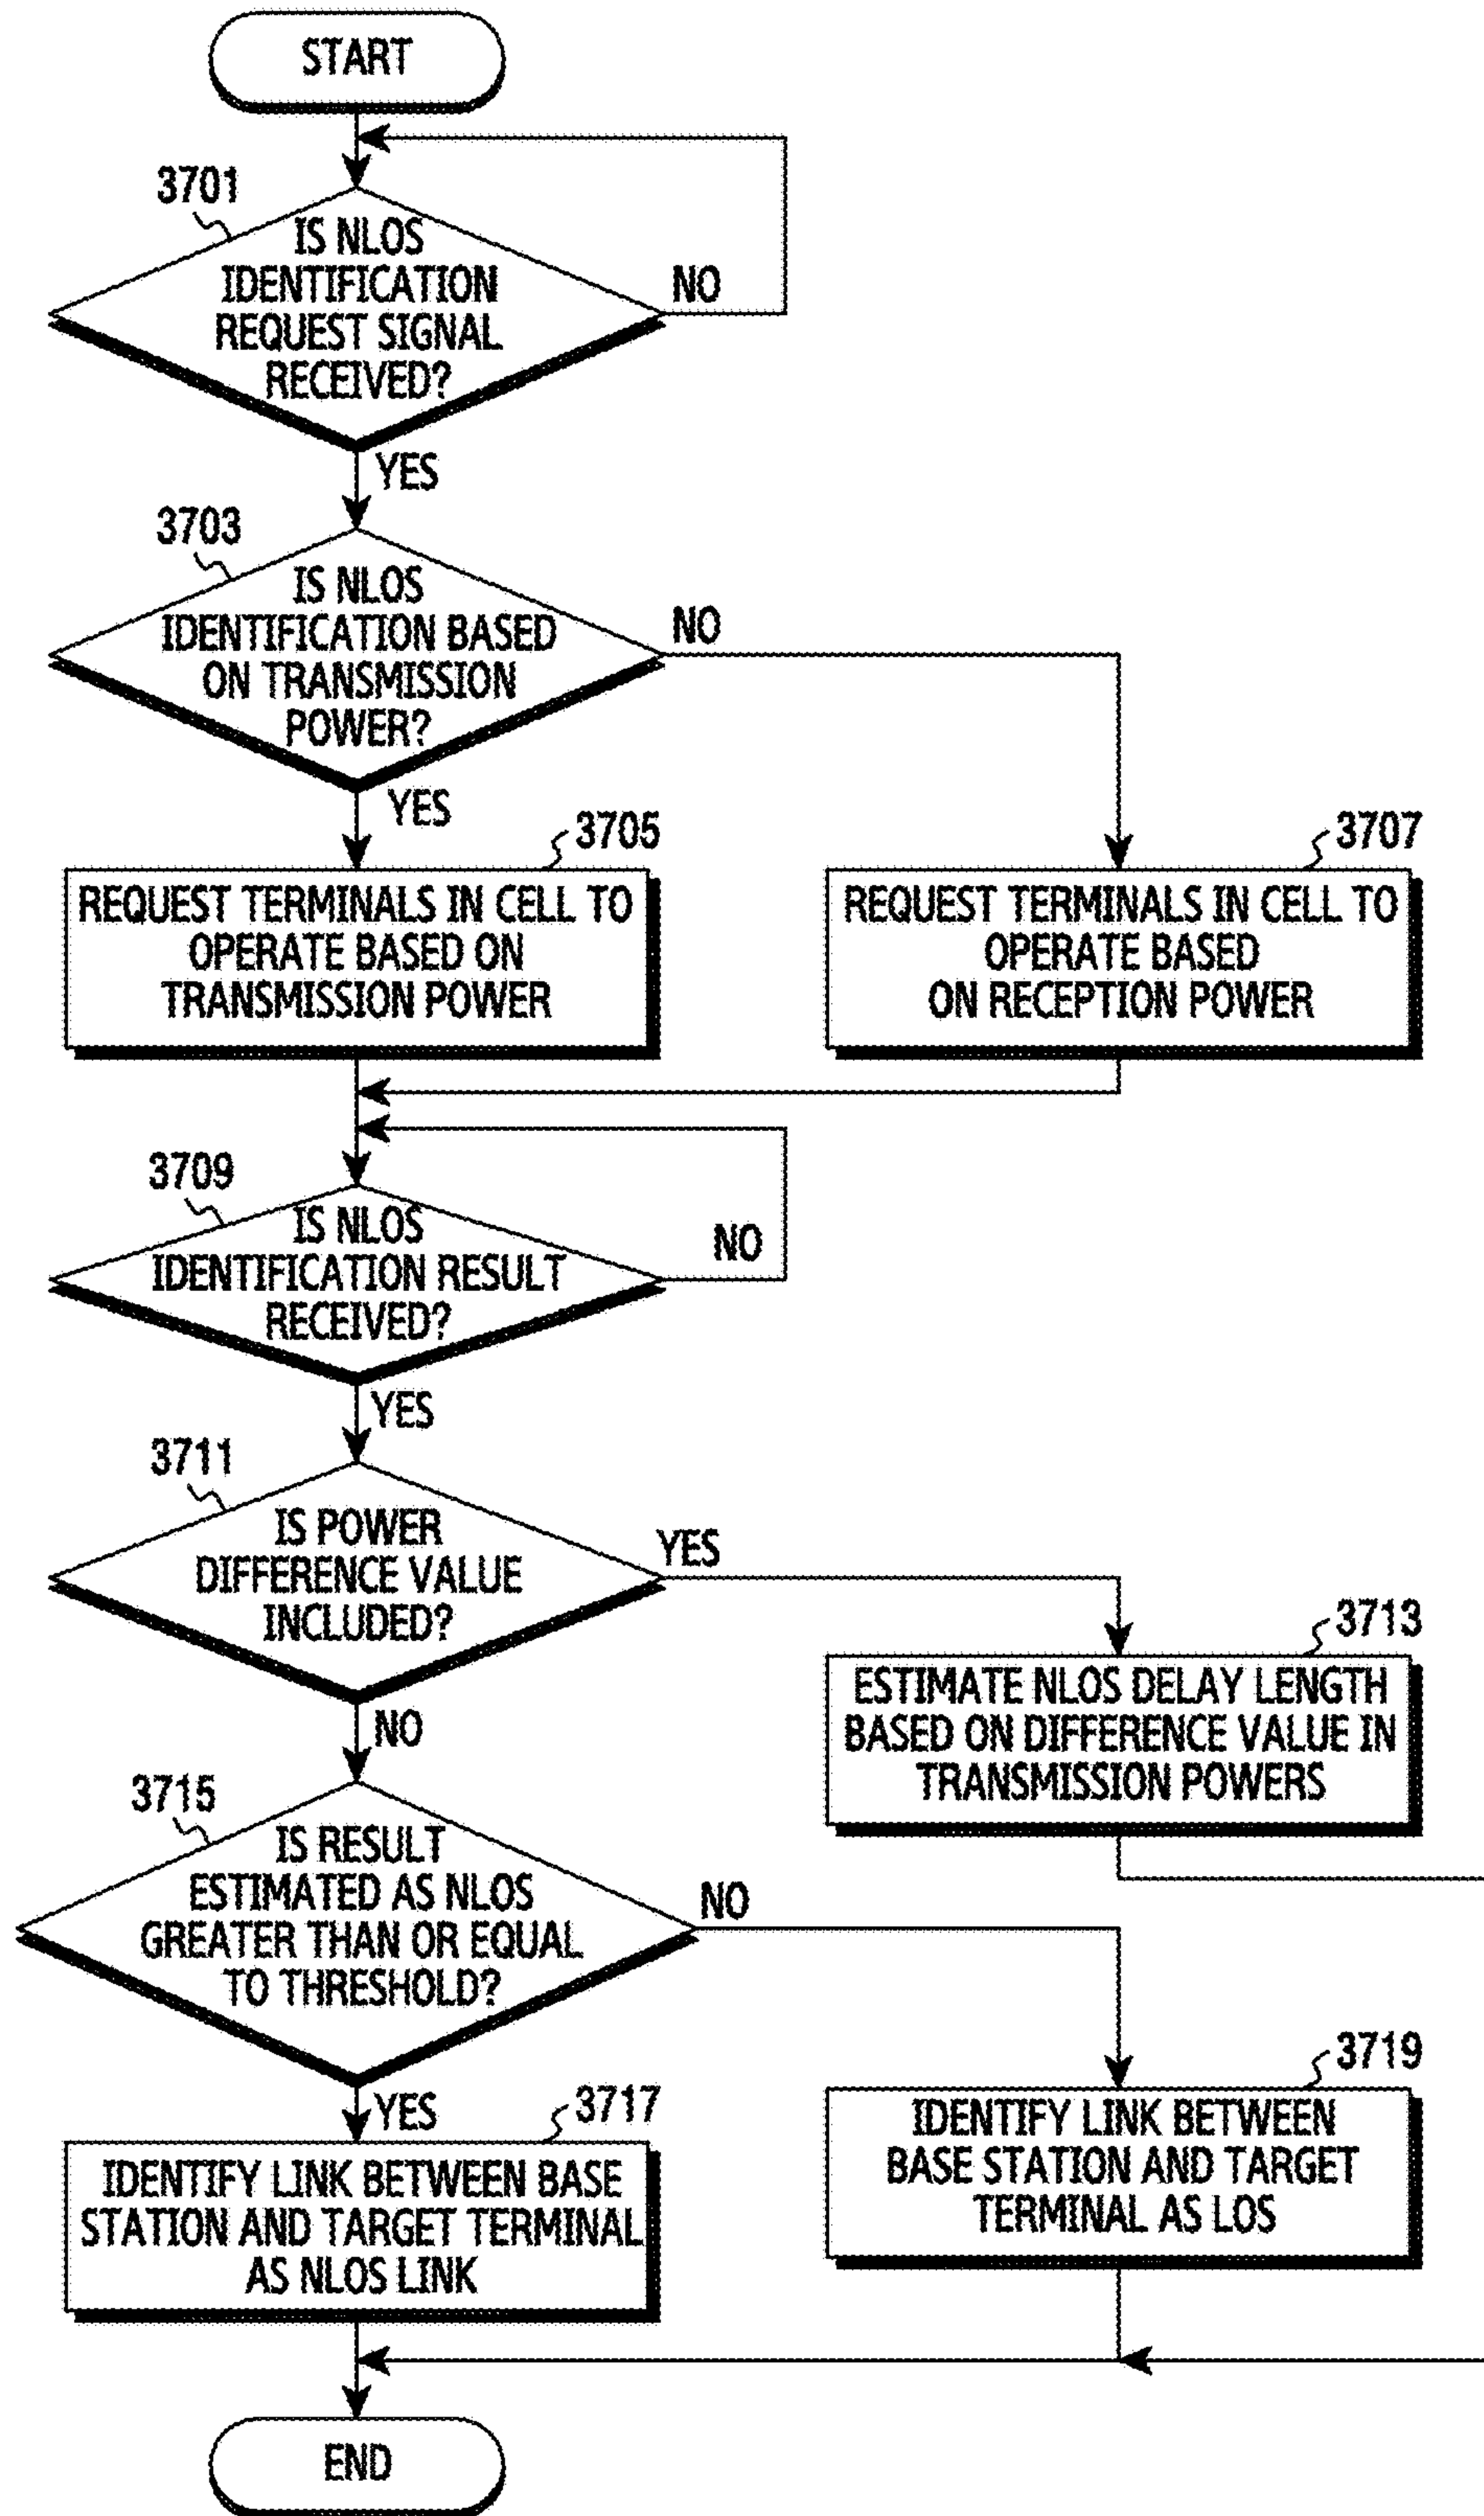 START
3701
IS NLOS
IDENTIFICATION
REQUEST SIGNAL
RECEIVED?
NO
YES
3703
IS NLOS
IDENTIFICATION BASED
ON TRANSMISSION
POWER?
NO
YES
3705
REQUEST TERMINALS IN CELL TO
OPERATE BASED ON
TRANSMISSION POWER
3707
REQUEST TERMINALS IN CELL TO
OPERATE BASED
ON RECEPTION POWER
3709
IS NLOS
IDENTIFICATION RESULT
RECEIVED?
NO
YES
3711
IS POWER
DIFFERENCE VALUE
INCLUDED?
YES
3713
ESTIMATE NLOS DELAY LENGTH
BASED ON DIFFERENCE VALUE IN
TRANSMISSION POWERS
NO
3715
IS RESULT
ESTIMATED AS NLOS
GREATER THAN OR EQUAL
TO THRESHOLD?
NO
YES
3717
IDENTIFY LINK BETWEEN BASE
STATION AND TARGET TERMINAL
AS NLOS LINK
3719
IDENTIFY LINK BETWEEN
BASE STATION AND TARGET
TERMINAL AS LOS
END